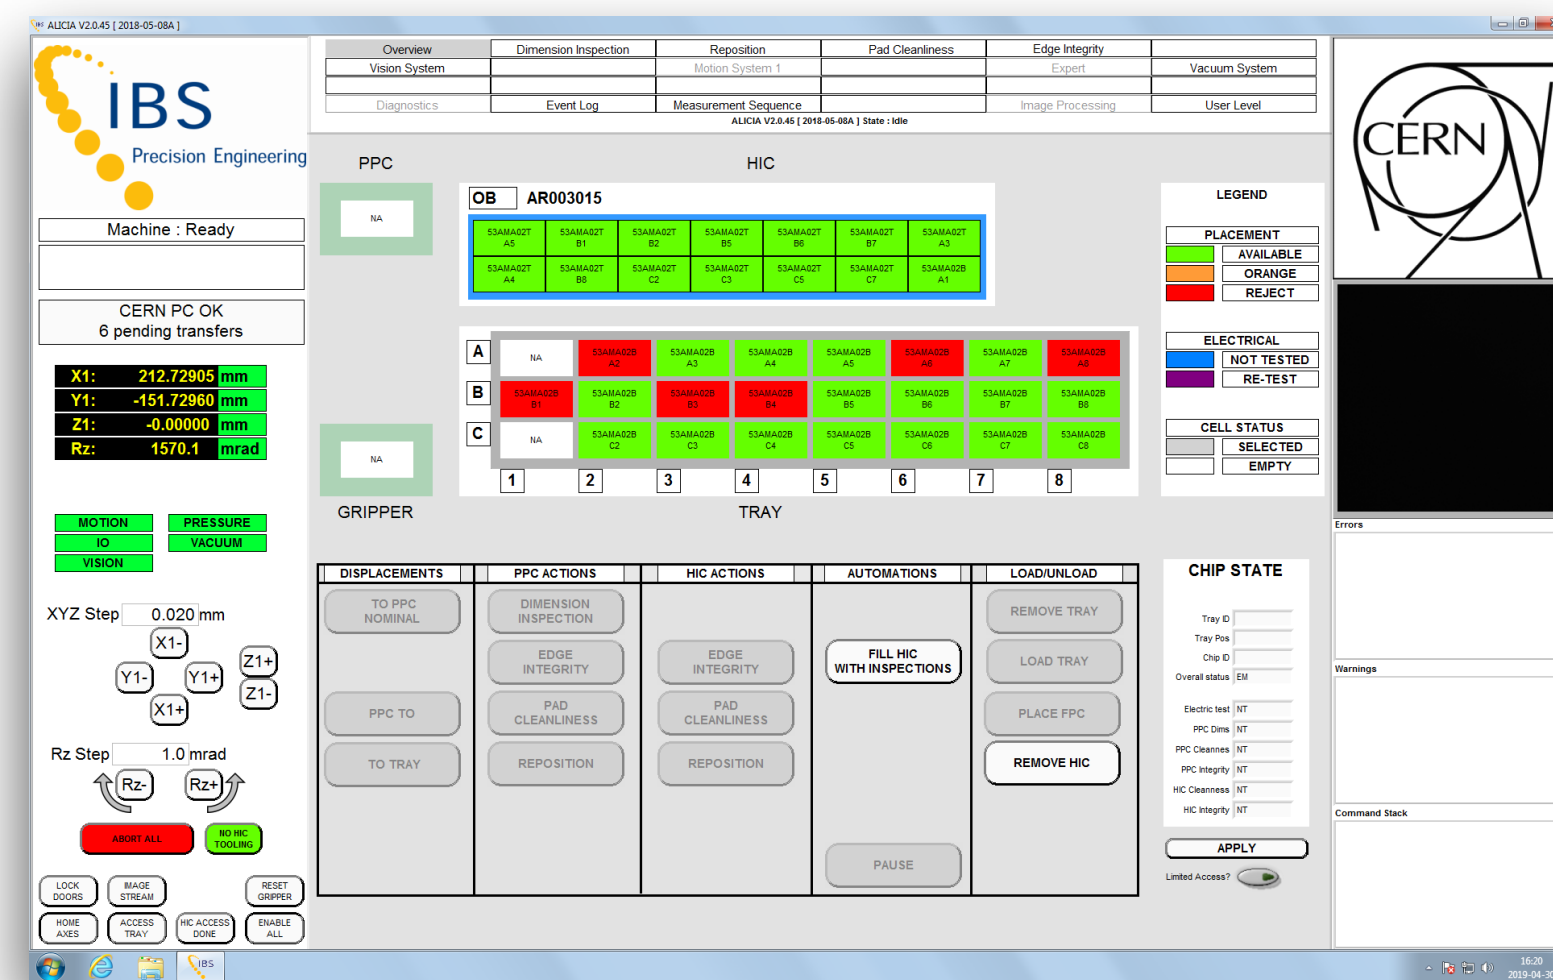 ALICIA V2.0.45 [ 2018-05-08A ]
IBS
Precision Engineering
Machine : Ready
CERN PC OK
6 pending transfers
X1: 212.72905 mm
Y1: -151.72960 mm
Z1: -0.00000 mm
Rz: 1570.1 mrad
MOTION PRESSURE
IO VACUUM
VISION
XYZ Step 0.020 mm
X1-
Z1+
Y1- Y1+
Z1-
X1+
Rz Step 1.0 mrad
Rz- Rz+
ABORT ALL
NO HIC
TOOLING
LOCK
DOORS
IMAGE
STREAM
RESET
GRIPPER
HOME
AXES
ACCESS
TRAY
HIC ACCESS
DONE
ENABLE
ALL
Overview Dimension Inspection Reposition Pad Cleanliness Edge Integrity
Vision System Motion System 1 Expert Vacuum System
Diagnostics Event Log Measurement Sequence Image Processing User Level
ALICIA V2.0.45 [ 2018-05-08A ] State : Idle
PPC
NA
HIC
OB AR003015
53AMA02T 53AMA02T 53AMA02T 53AMA02T 53AMA02T 53AMA02T 53AMA02T
A5 B1 B2 B5 B6 B7 A3
53AMA02T 53AMA02T 53AMA02T 53AMA02T 53AMA02T 53AMA02T 53AMA02B
A4 B8 C2 C3 C5 C7 A1
A
NA 53AMA02B 53AMA02B 53AMA02B 53AMA02B 53AMA02B 53AMA02B 53AMA02B
A2 A3 A4 A5 A6 A7 A8
B
53AMA02B 53AMA02B 53AMA02B 53AMA02B 53AMA02B 53AMA02B 53AMA02B 53AMA02B
B1 B2 B3 B4 B5 B6 B7 B8
C
NA 53AMA02B 53AMA02B 53AMA02B 53AMA02B 53AMA02B 53AMA02B 53AMA02B
C2 C3 C4 C5 C6 C7 C8
1 2 3 4 5 6 7 8
NA
GRIPPER
TRAY
LEGEND
PLACEMENT
AVAILABLE
ORANGE
REJECT
ELECTRICAL
NOT TESTED
RE-TEST
CELL STATUS
SELECTED
EMPTY
DISPLACEMENTS PPC ACTIONS HIC ACTIONS AUTOMATIONS LOAD/UNLOAD
TO PPC
NOMINAL
PPC TO
TO TRAY
DIMENSION
INSPECTION
EDGE
INTEGRITY
PAD
CLEANLINESS
REPOSITION
EDGE
INTEGRITY
PAD
CLEANLINESS
REPOSITION
FILL HIC
WITH INSPECTIONS
PAUSE
REMOVE TRAY
LOAD TRAY
PLACE FPC
REMOVE HIC
CHIP STATE
Tray ID
Tray Pos
Chip ID
Overall status EM
Electric test NT
PPC Dims NT
PPC Cleannes NT
PPC Integrity NT
HIC Cleanness NT
HIC Integrity NT
APPLY
Limited Access?
CERN
Errors
Warnings
Command Stack
IBS
16:20
2019-04-30